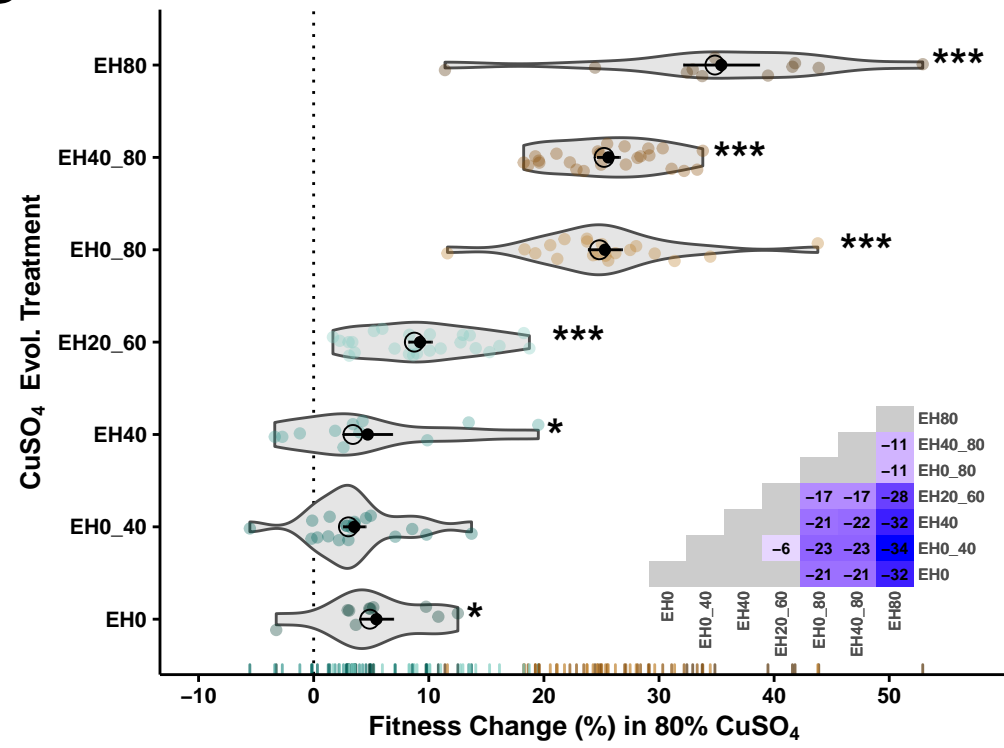 EH80
***
EH40_80
***
EH0_80
***
EH20_60
***
EH40
*
EH0_40
EH0
*
CuSO₄ Evol. Treatment
EH80
−11 EH40_80
−11 EH0_80
−17 −17 −28 EH20_60
−21 −22 −32 EH40
−6 −23 −23 −34 EH0_40
−21 −21 −32 EH0
EH0 EH0_40 EH40 EH20_60 EH0_80 EH40_80 EH80
−10 0 10 20 30 40 50
Fitness Change (%) in 80% CuSO₄